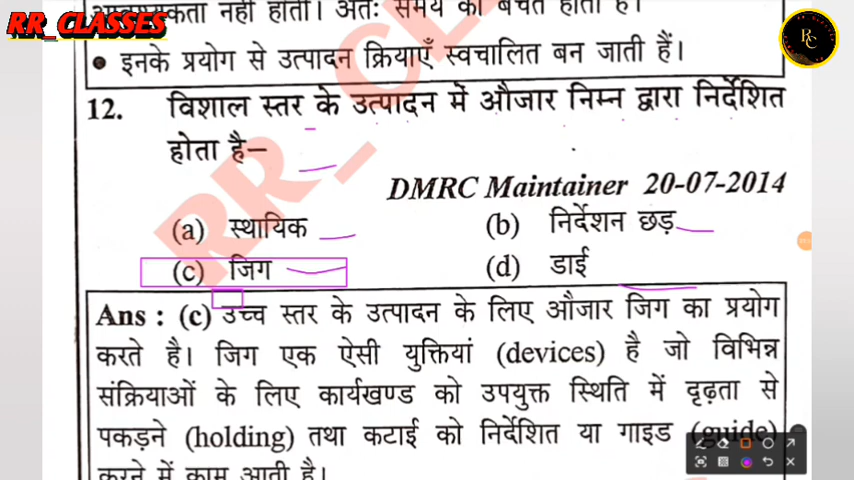 RR_CLASSES
RC
आवश्यकता नहीं होती। अतः समय की बचत होती है।
● इनके प्रयोग से उत्पादन क्रियाएँ स्वचालित बन जाती हैं।
12. विशाल स्तर के उत्पादन में औजार निम्न द्वारा निर्देशित
होता है–
DMRC Maintainer 20-07-2014
(a) स्थायिक (b) निर्देशन छड़
(c) जिग (d) डाई
Ans : (c) उच्च स्तर के उत्पादन के लिए औजार जिग का प्रयोग
करते है। जिग एक ऐसी युक्तियां (devices) है जो विभिन्न
संक्रियाओं के लिए कार्यखण्ड को उपयुक्त स्थिति में दृढ़ता से
पकड़ने (holding) तथा कटाई को निर्देशित या गाइड (guide)
करने में काम आती है।